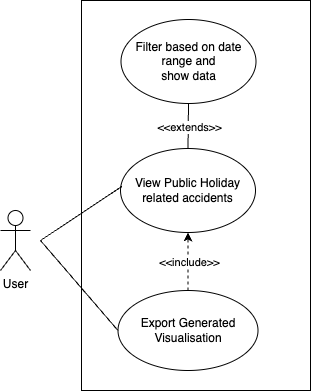 Filter based on date
range and
show data
<<extends>>
View Public Holiday
related accidents
User
<<include>>
Export Generated
Visualisation